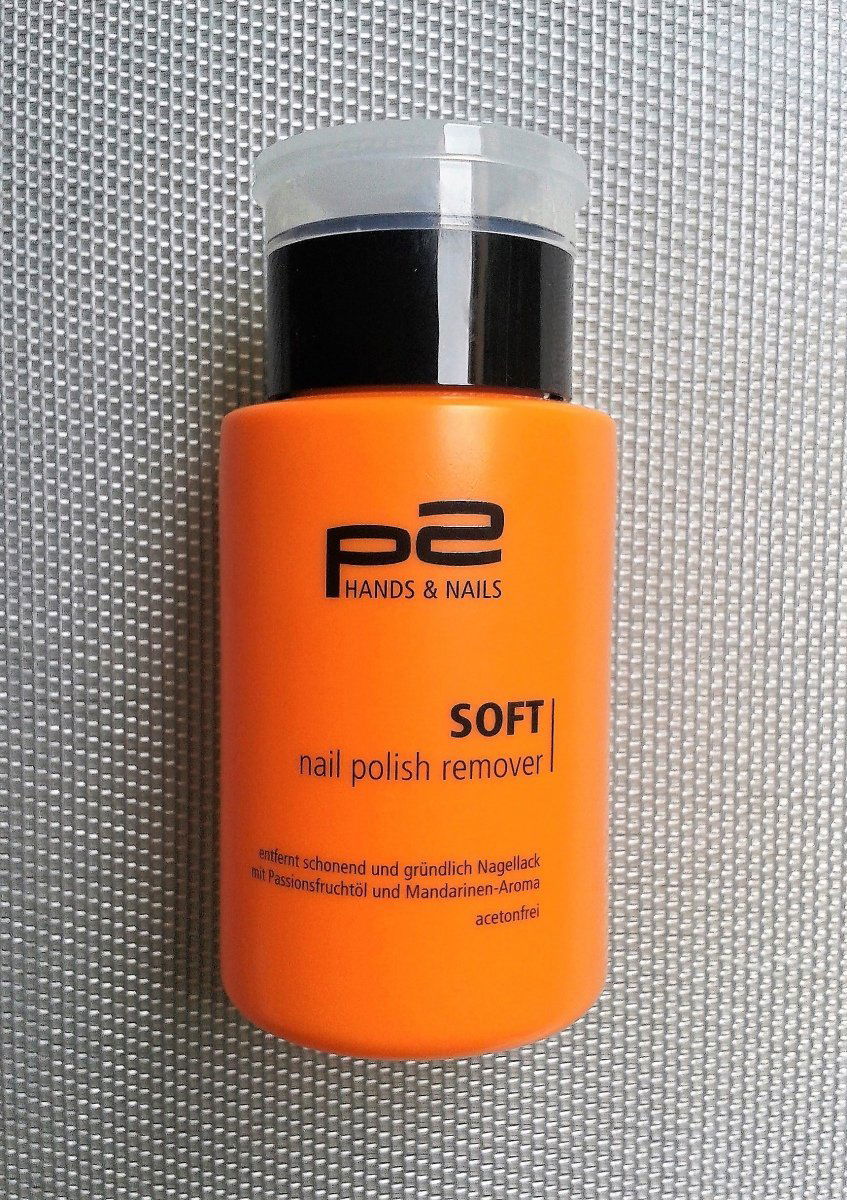 p2
HANDS & NAILS
SOFT
nail polish remover
entfernt schonend und gründlich Nagellack
mit Passionsfruchtöl und Mandarinen-Aroma
acetonfrei